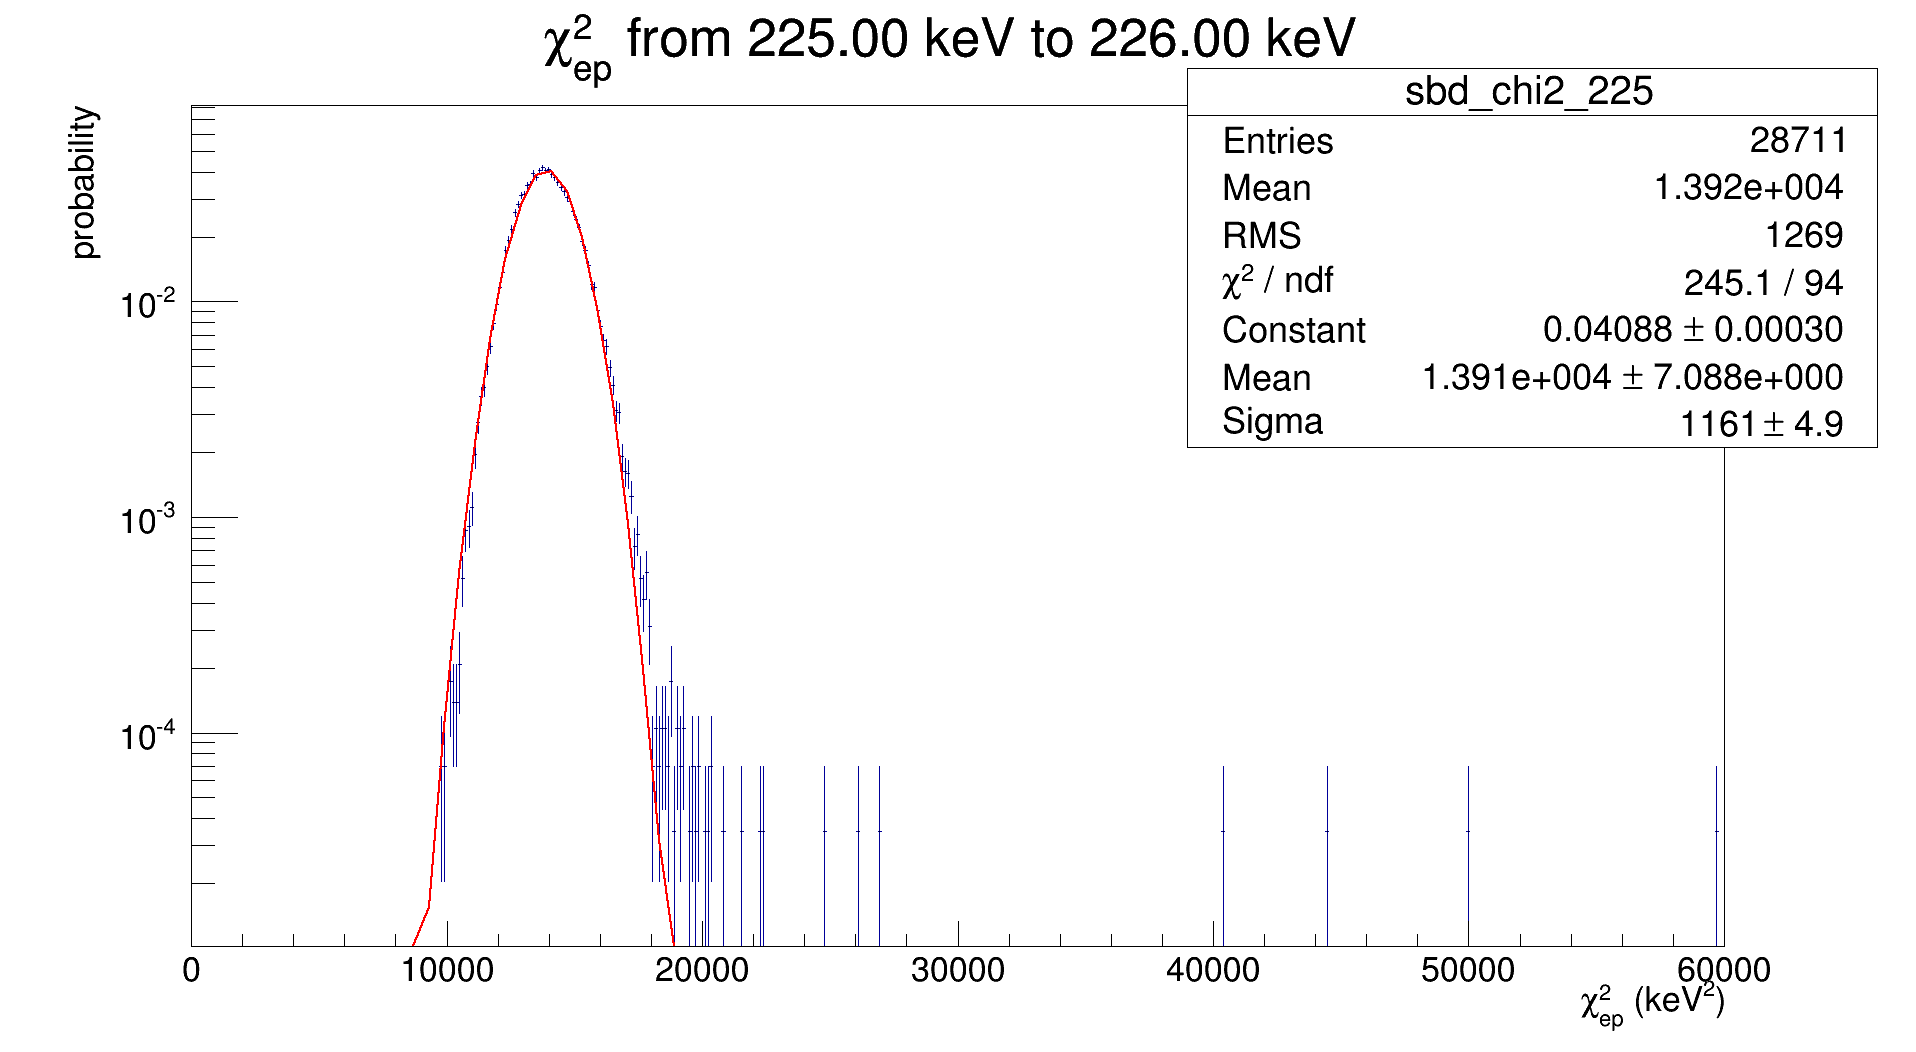 χ²ep from 225.00 keV to 226.00 keV
sbd_chi2_225
Entries 28711
Mean 1.392e+004
RMS 1269
χ² / ndf 245.1 / 94
Constant 0.04088 ± 0.00030
Mean 1.391e+004 ± 7.088e+000
Sigma 1161 ± 4.9
probability
10⁻²
10⁻³
10⁻⁴
0 10000 20000 30000 40000 50000 60000
χ²ep (keV²)